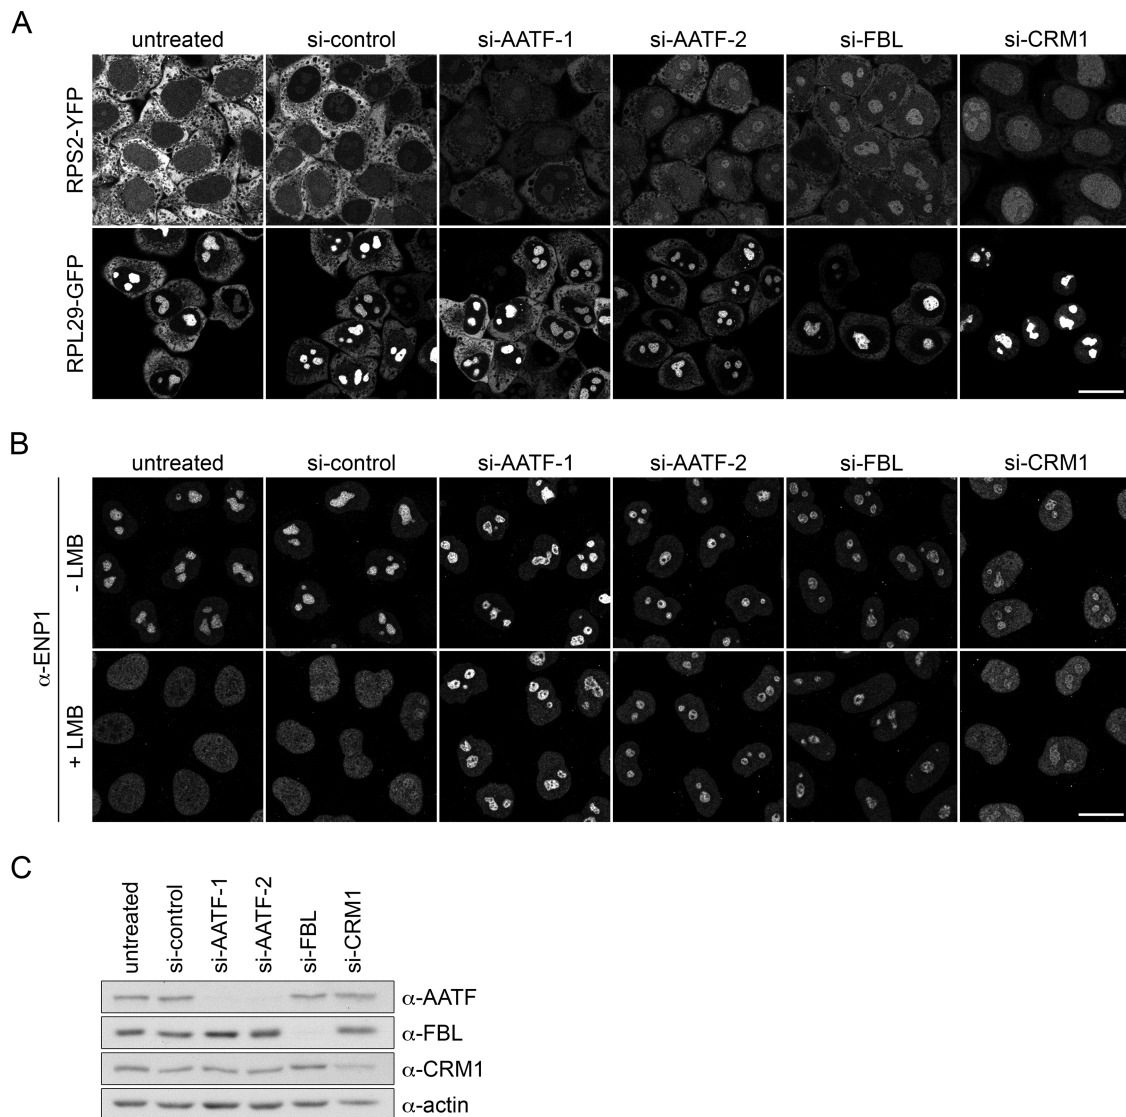 A
untreated si-control si-AATF-1 si-AATF-2 si-FBL si-CRM1
RPS2-YFP
RPL29-GFP
B
untreated si-control si-AATF-1 si-AATF-2 si-FBL si-CRM1
α-ENP1
- LMB
+ LMB
C
untreated si-control si-AATF-1 si-AATF-2 si-FBL si-CRM1
α-AATF
α-FBL
α-CRM1
α-actin